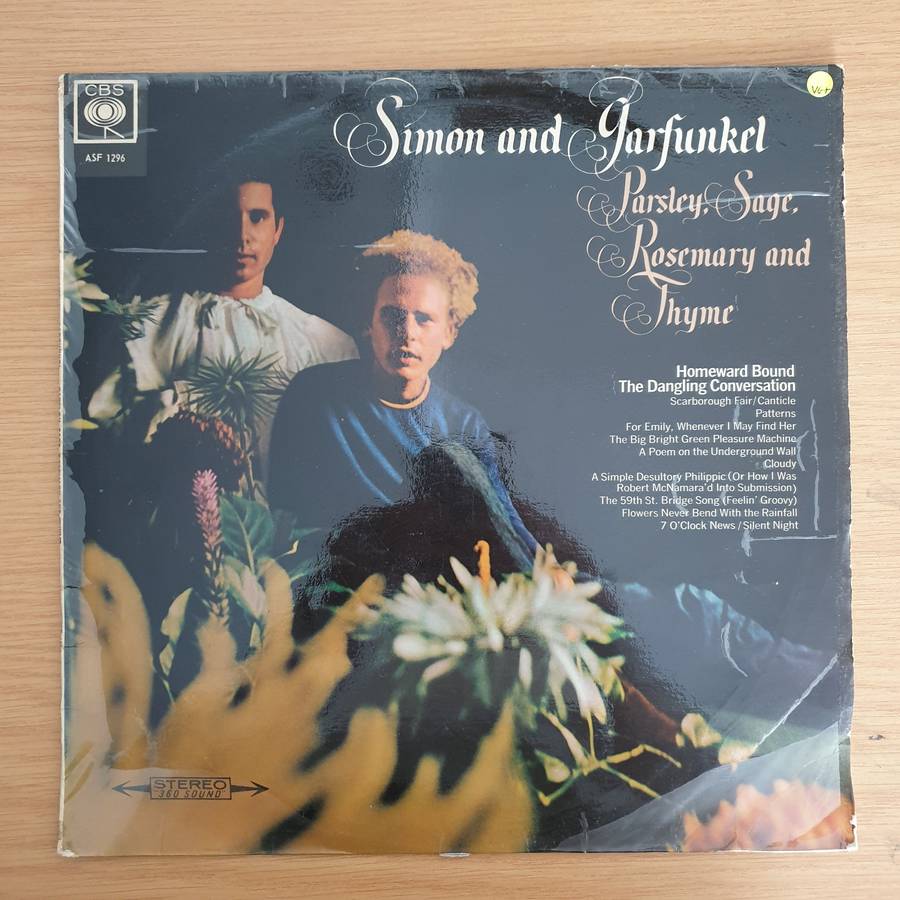 CBS
ASF 1296
VG+
Simon and Garfunkel
Parsley, Sage,
Rosemary and
Thyme
Homeward Bound
The Dangling Conversation
Scarborough Fair/Canticle
Patterns
For Emily, Whenever I May Find Her
The Big Bright Green Pleasure Machine
A Poem on the Underground Wall
Cloudy
A Simple Desultory Philippic (Or How I Was
Robert McNamara'd Into Submission)
The 59th St. Bridge Song (Feelin' Groovy)
Flowers Never Bend With the Rainfall
7 O'Clock News/Silent Night
STEREO
"360 SOUND"